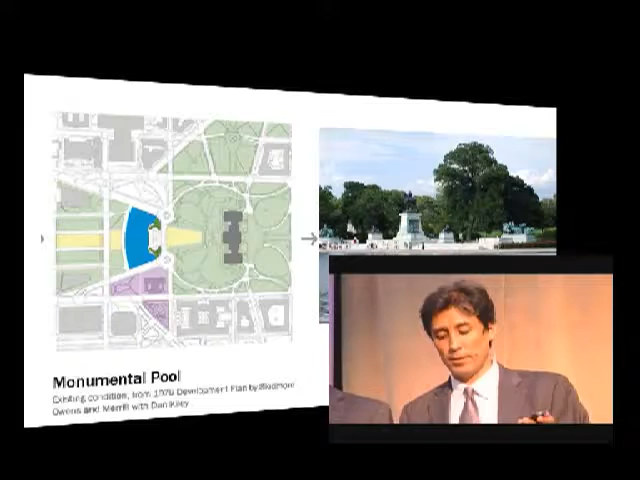 Monumental Pool
Existing condition, from 1976 Development Plan by Skidmore
Owens and Merrill with Dan Kiley